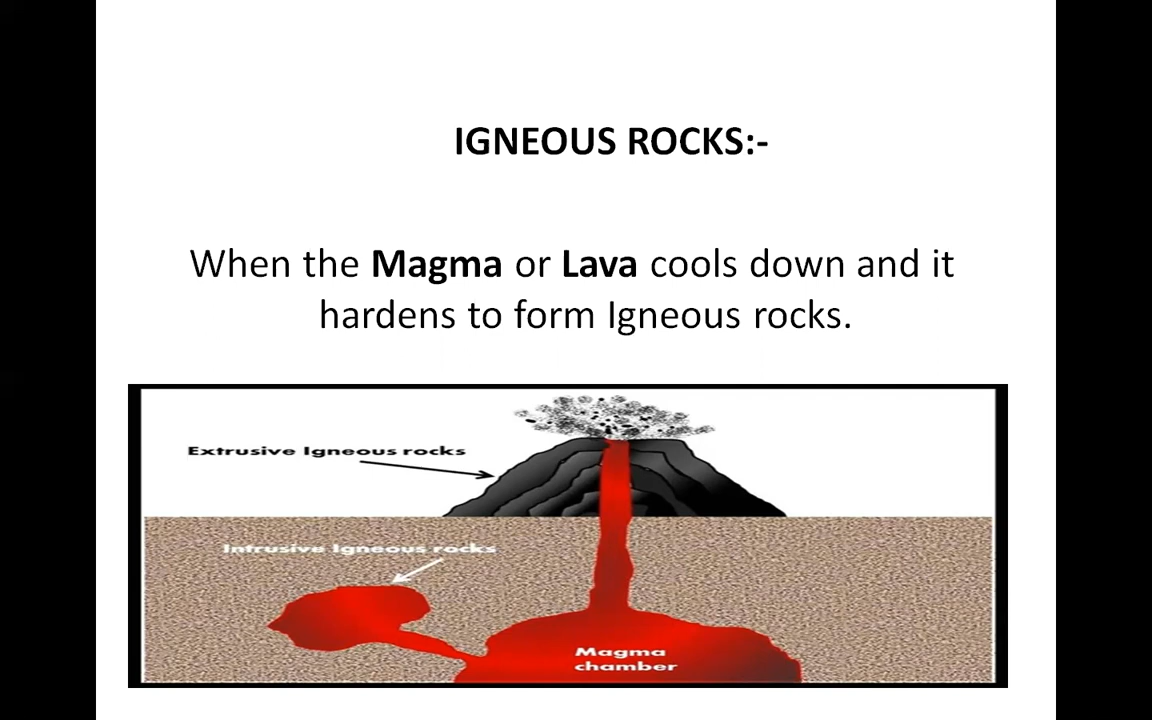 IGNEOUS ROCKS:-
When the Magma or Lava cools down and it
hardens to form Igneous rocks.
Extrusive Igneous rocks
Intrusive Igneous rocks
Magma
chamber